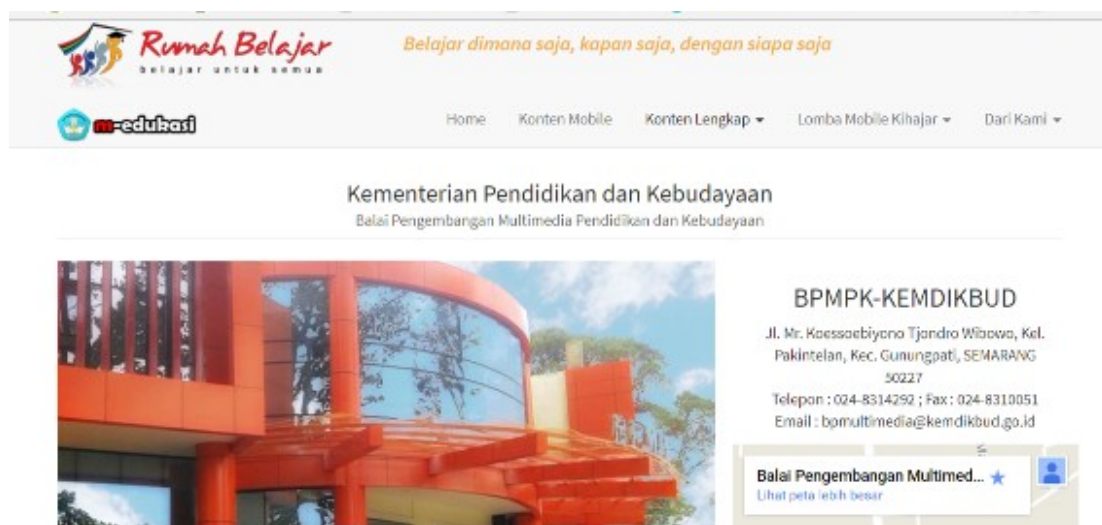 Rumah Belajar
belajar untuk semua
Belajar dimana saja, kapan saja, dengan siapa saja
m-edukasi
Home
Konten Mobile
Konten Lengkap
Lomba Mobile Kihajar
Dari Kami
Kementerian Pendidikan dan Kebudayaan
Balai Pengembangan Multimedia Pendidikan dan Kebudayaan
BPMPK-KEMDIKBUD
Jl. Mr. Koessoebiyono Tjondro Wibowo, Kel.
Pakintelan, Kec. Gunungpati, SEMARANG
50227
Telepon : 024-8314292 ; Fax : 024-8310051
Email : bpmultimedia@kemdikbud.go.id
Balai Pengembangan Multimed...
Lihat peta lebih besar